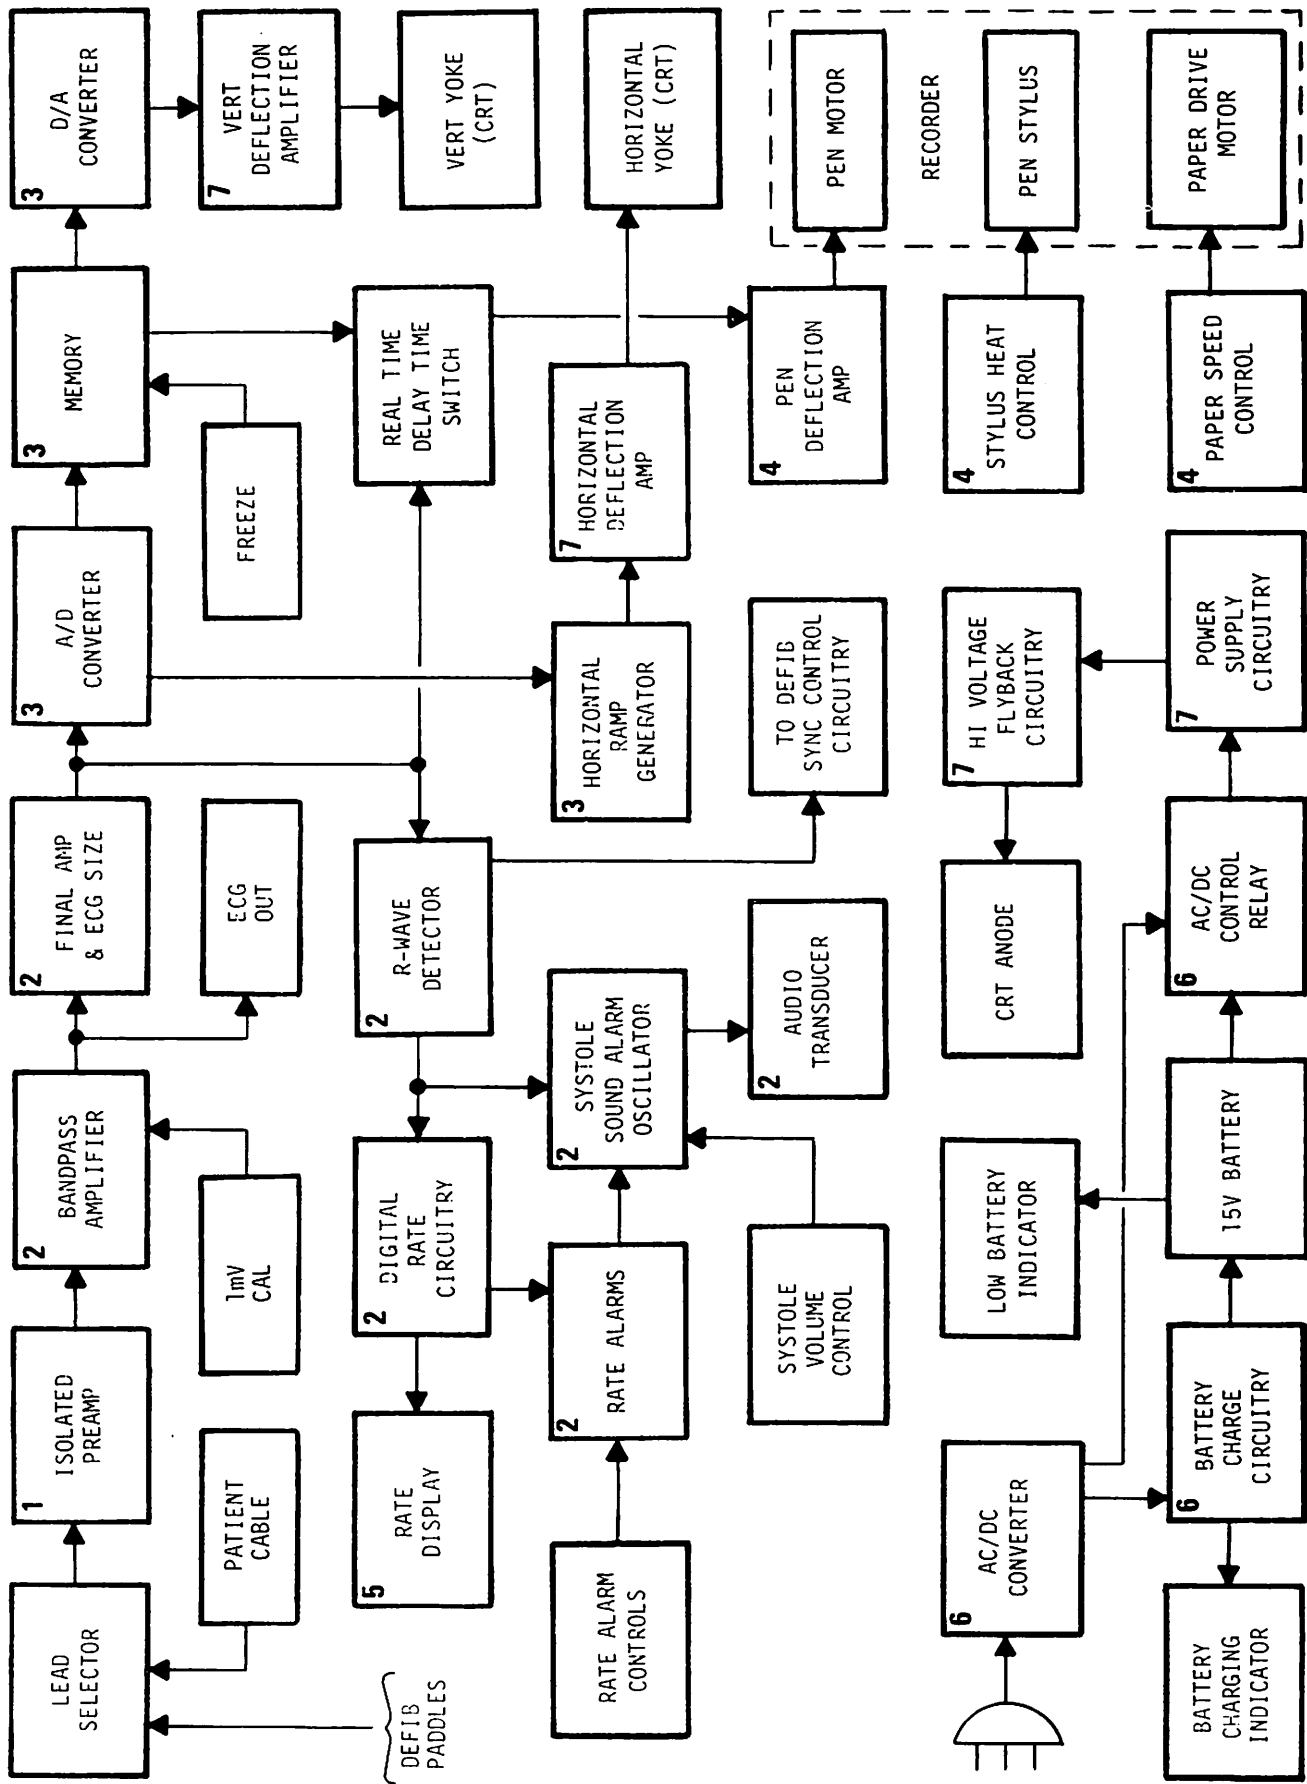 LEAD
SELECTOR
1
ISOLATED
PREAMP
2
BANDPASS
AMPLIFIER
2
FINAL AMP
& ECG SIZE
3
A/D
CONVERTER
3
MEMORY
3
D/A
CONVERTER
PATIENT
CABLE
1mV
CAL
ECG
OUT
FREEZE
7
VERT
DEFLECTION
AMPLIFIER
DEFIB
PADDLES
5
RATE
DISPLAY
2
DIGITAL
RATE
CIRCUITRY
2
R-WAVE
DETECTOR
REAL TIME
DELAY TIME
SWITCH
VERT YOKE
(CRT)
RATE ALARM
CONTROLS
2
RATE ALARMS
2
SYSTOLE
SOUND ALARM
OSCILLATOR
3
HORIZONTAL
RAMP
GENERATOR
7
HORIZONTAL
DEFLECTION
AMP
HORIZONTAL
YOKE (CRT)
SYSTOLE
VOLUME
CONTROL
2
AUDIO
TRANSDUCER
TO DEFIB
SYNC CONTROL
CIRCUITRY
4
PEN
DEFLECTION
AMP
PEN MOTOR
RECORDER
6
AC/DC
CONVERTER
LOW BATTERY
INDICATOR
CRT ANODE
7
HI VOLTAGE
FLYBACK
CIRCUITRY
4
STYLUS HEAT
CONTROL
PEN STYLUS
BATTERY
CHARGING
INDICATOR
6
BATTERY
CHARGE
CIRCUITRY
15V BATTERY
6
AC/DC
CONTROL
RELAY
7
POWER
SUPPLY
CIRCUITRY
4
PAPER SPEED
CONTROL
PAPER DRIVE
MOTOR